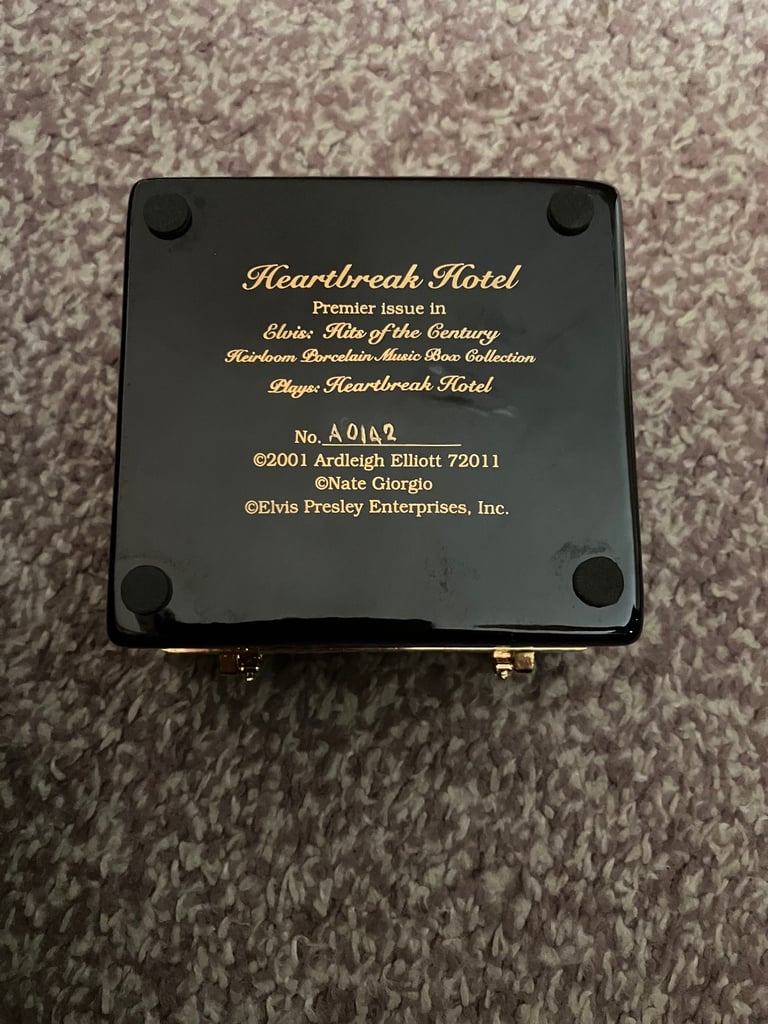 Heartbreak Hotel
Premier issue in
Elvis: Hits of the Century
Heirloom Porcelain Music Box Collection
Plays: Heartbreak Hotel
No. A0142
©2001 Ardleigh Elliott 72011
©Nate Giorgio
©Elvis Presley Enterprises, Inc.